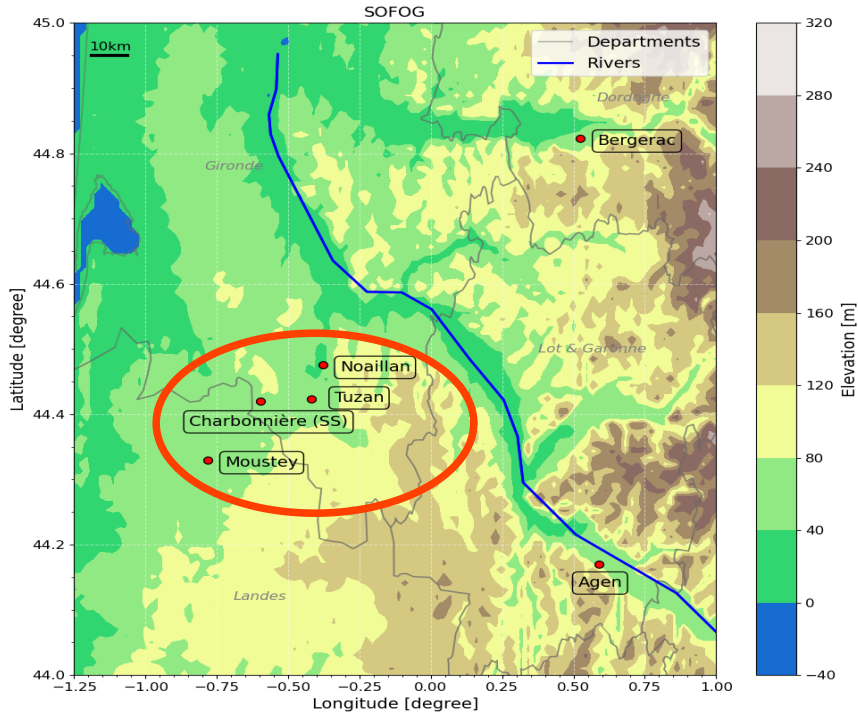 SOFOG
45.0
44.8
44.6
44.4
44.2
44.0
Latitude [degree]
10km
Departments
Rivers
Dordogne
Bergerac
Gironde
Lot & Garonne
Noaillan
Tuzan
Charbonnière (SS)
Moustey
Agen
Landes
−1.25
−1.00
−0.75
−0.50
−0.25
0.00
0.25
0.50
0.75
1.00
Longitude [degree]
320
280
240
200
160
120
80
40
0
−40
Elevation [m]